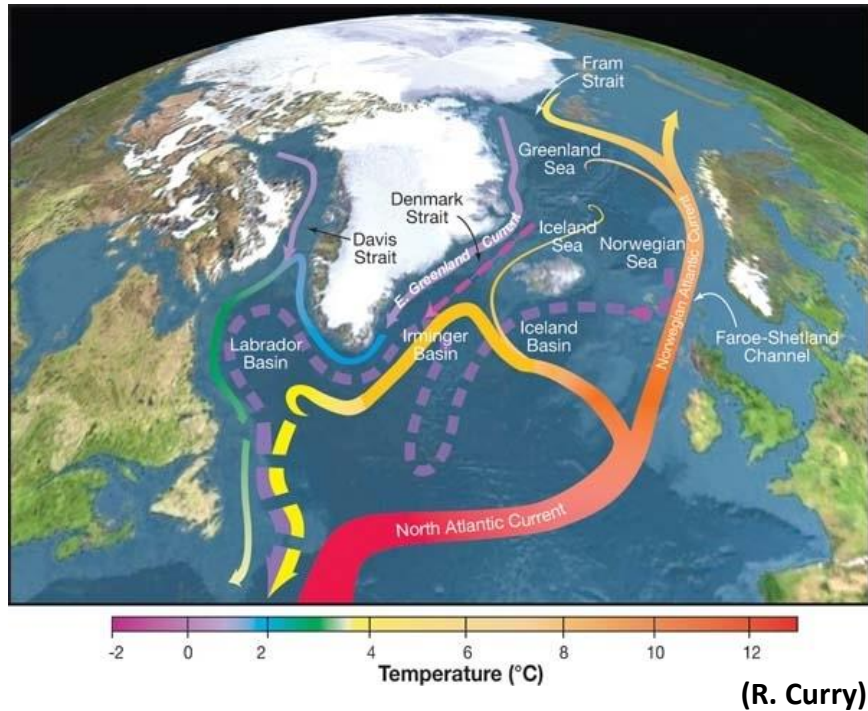 Fram
Strait
Greenland
Sea
Denmark
Strait
Iceland
Sea
Norwegian
Sea
Davis
Strait
E. Greenland Current
Norwegian Atlantic Current
Labrador
Basin
Irminger
Basin
Iceland
Basin
Faroe-Shetland
Channel
North Atlantic Current
-2 0 2 4 6 8 10 12
Temperature (°C)
(R. Curry)